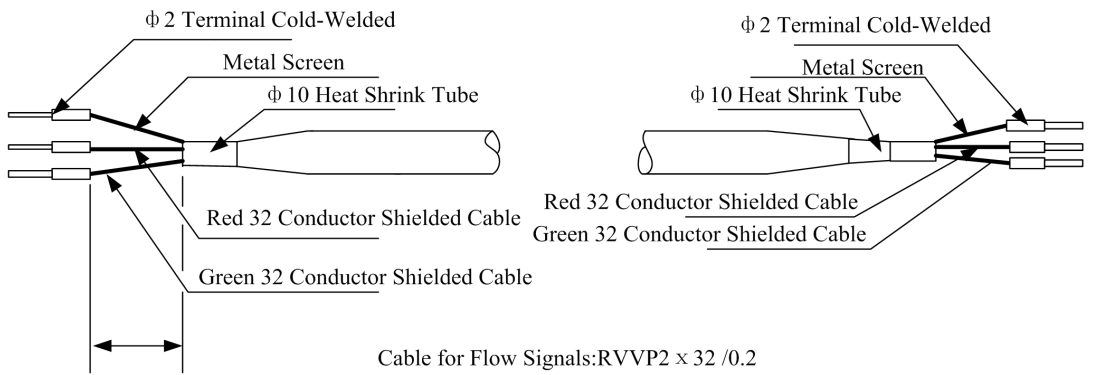 ϕ2 Terminal Cold-Welded
Metal Screen
ϕ10 Heat Shrink Tube
Red 32 Conductor Shielded Cable
Green 32 Conductor Shielded Cable
ϕ2 Terminal Cold-Welded
Metal Screen
ϕ10 Heat Shrink Tube
Red 32 Conductor Shielded Cable
Green 32 Conductor Shielded Cable
Cable for Flow Signals:RVVP2×32 /0.2